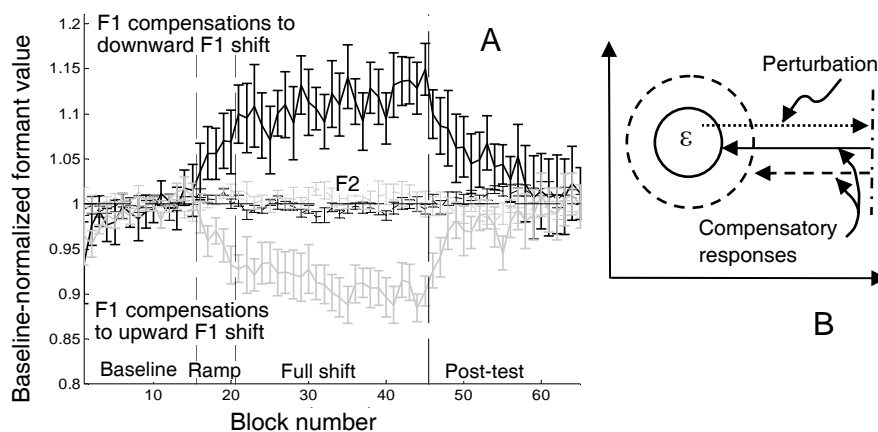 F1 compensations to
downward F1 shift
A
1.2
1.15
1.1
1.05
1
0.95
0.9
0.85
0.8
Baseline-normalized formant value
F2
F1 compensations
to upward F1 shift
Baseline Ramp Full shift Post-test
10 20 30 40 50 60
Block number
Perturbation
ε
Compensatory
responses
B